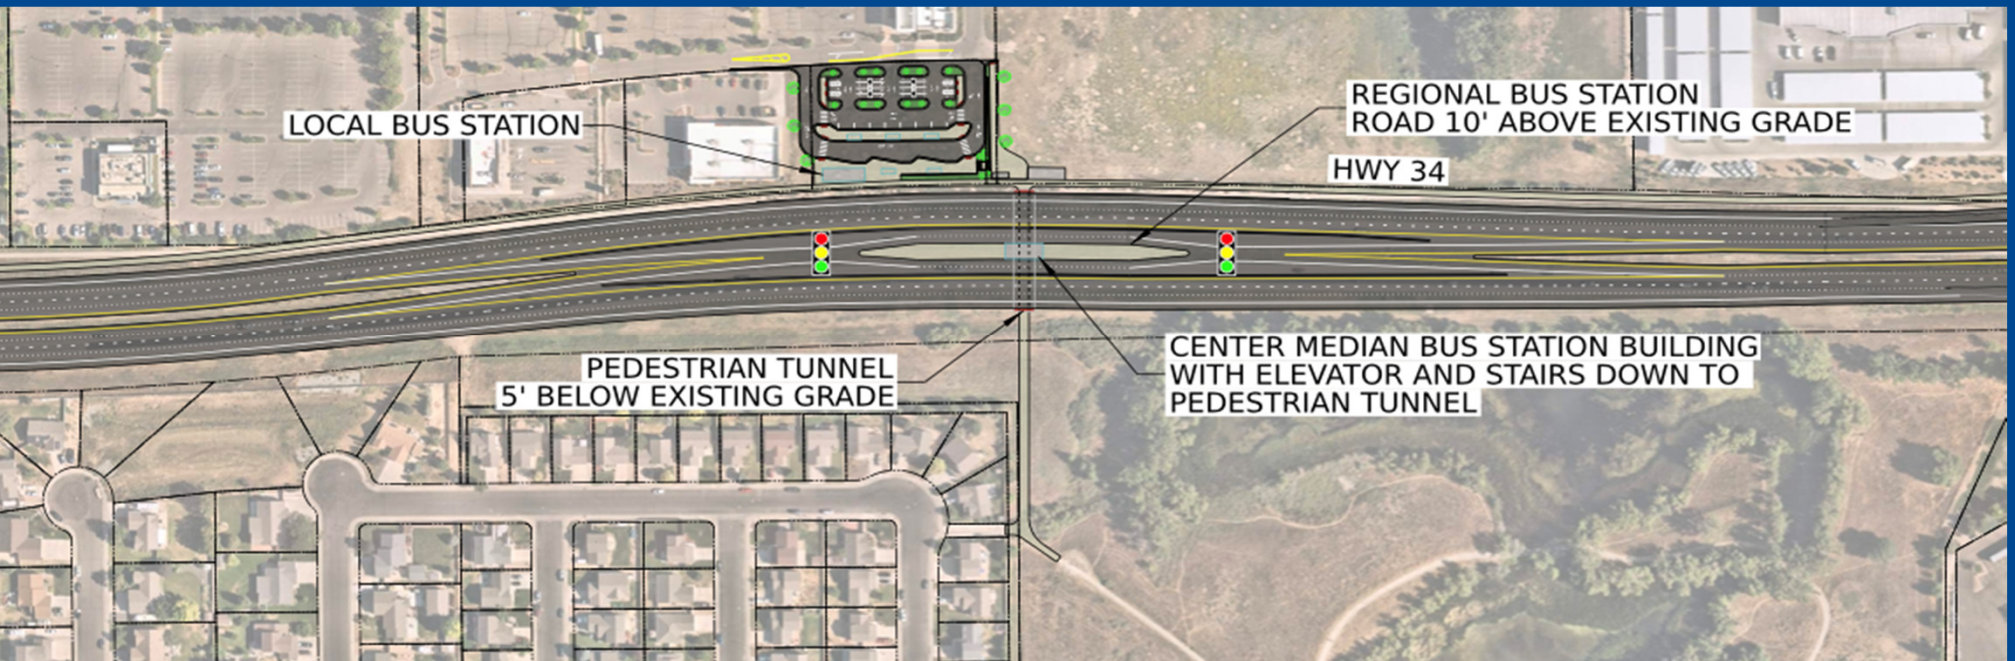 REGIONAL BUS STATION
ROAD 10' ABOVE EXISTING GRADE
LOCAL BUS STATION
HWY 34
PEDESTRIAN TUNNEL
5' BELOW EXISTING GRADE
CENTER MEDIAN BUS STATION BUILDING
WITH ELEVATOR AND STAIRS DOWN TO
PEDESTRIAN TUNNEL